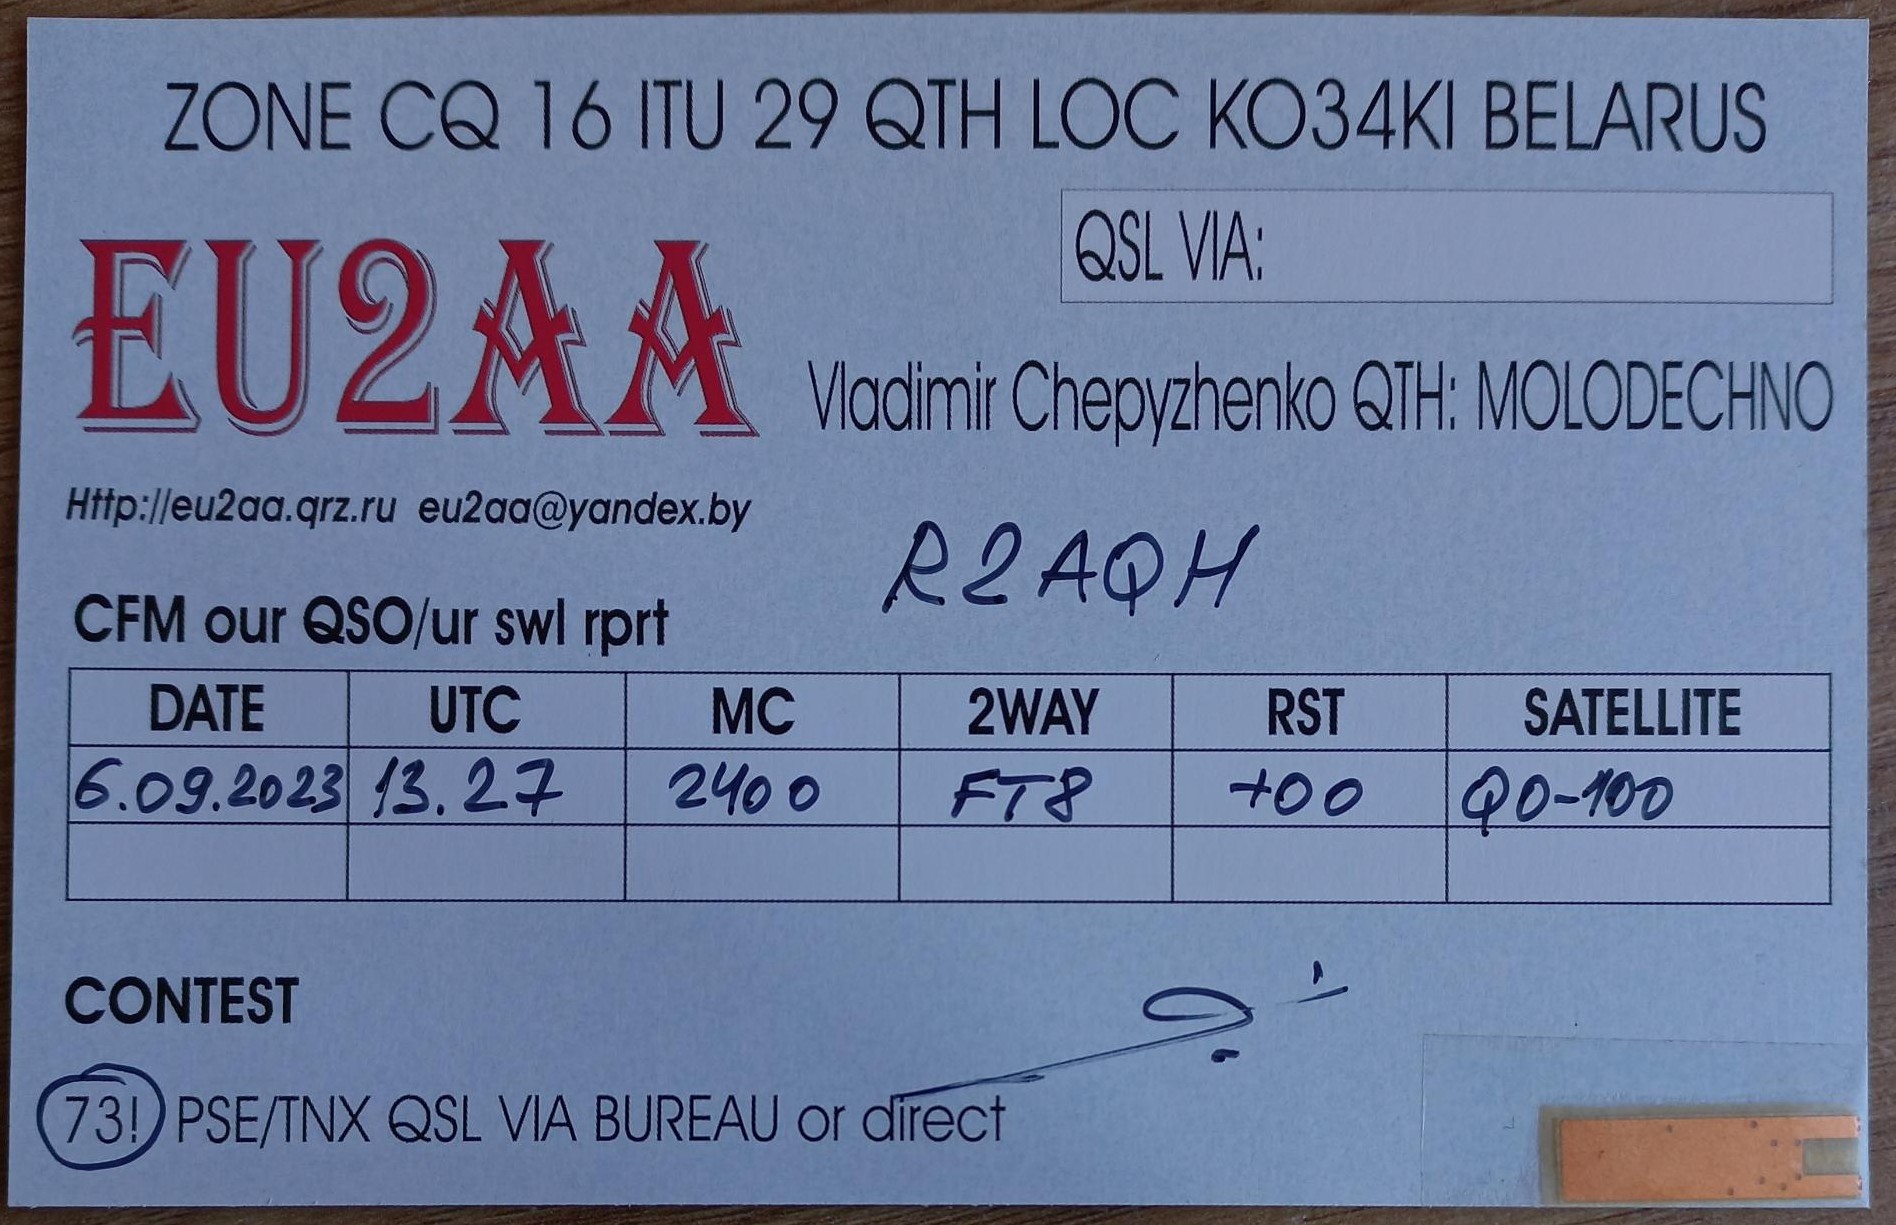 ZONE CQ 16 ITU 29 QTH LOC KO34KI BELARUS
QSL VIA:
EU2AA
Vladimir Chepyzhenko QTH: MOLODECHNO
Http://eu2aa.qrz.ru eu2aa@yandex.by
R2AQH
CFM our QSO/ur swl rprt
DATE UTC MC 2WAY RST SATELLITE
6.09.2023 13.27 2400 FT8 +00 QO-100
CONTEST
73! PSE/TNX QSL VIA BUREAU or direct